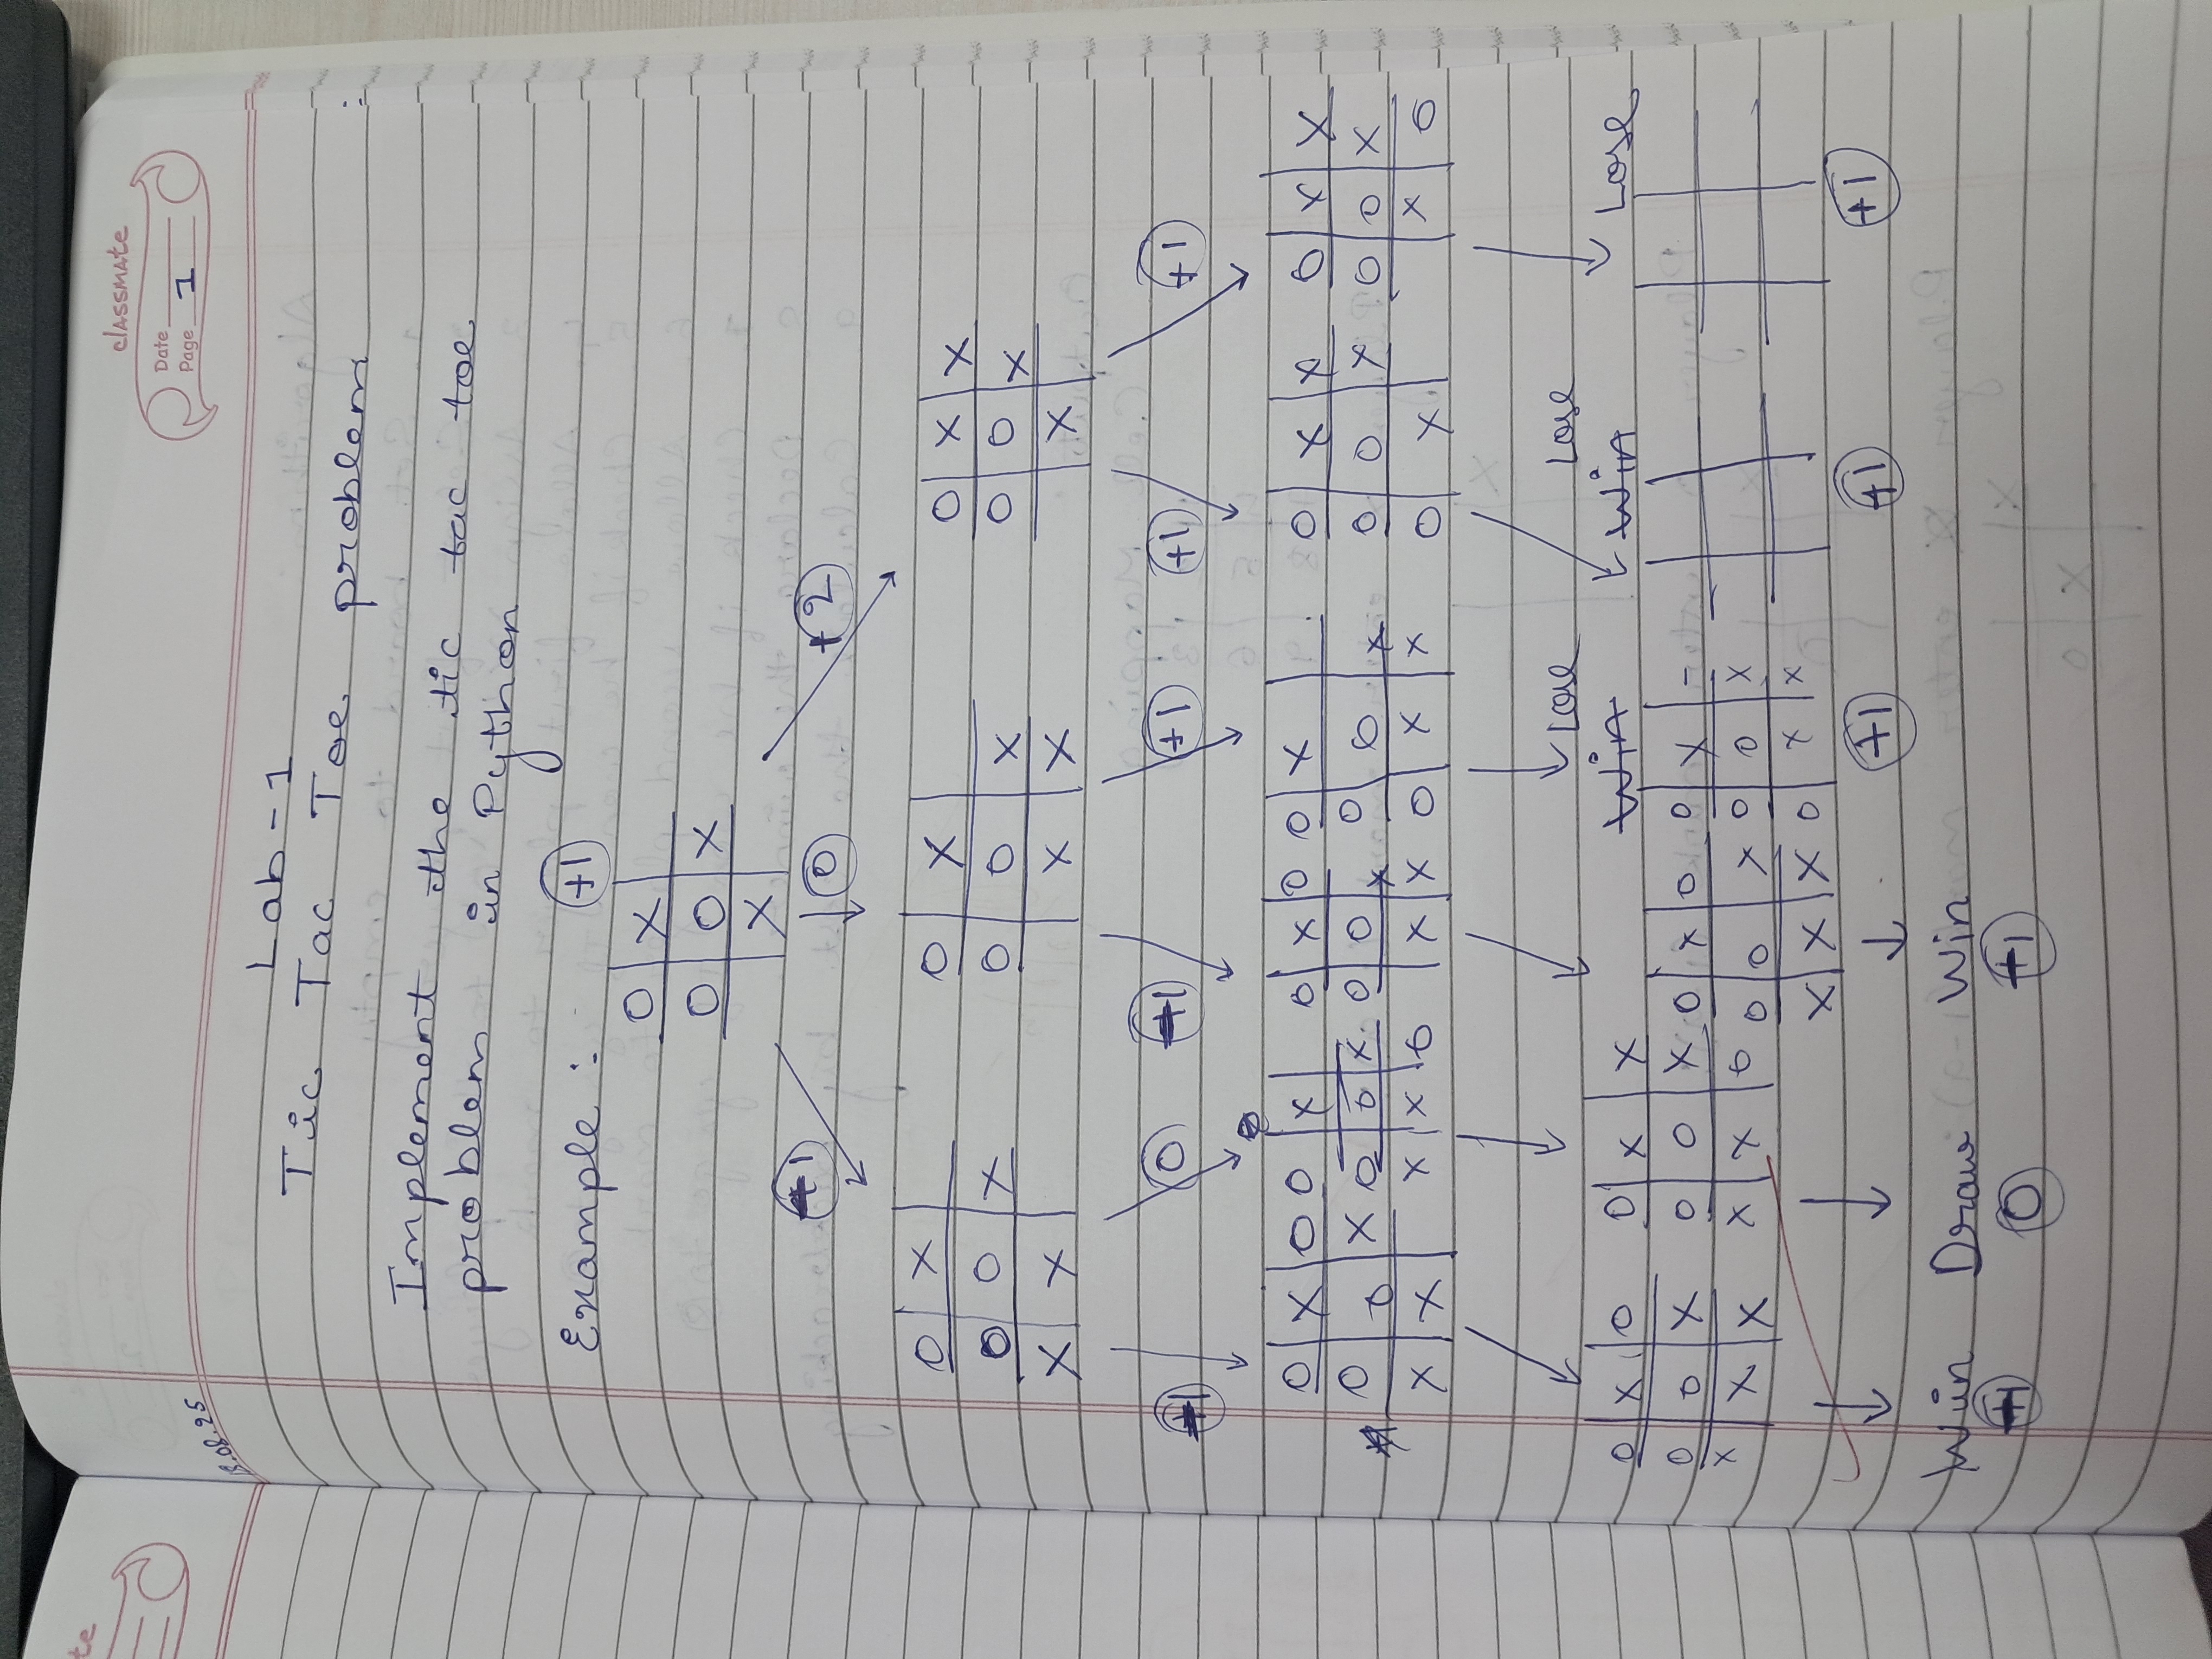 te
classmate
Date
Page 1
8.08.25
Lab - 1
Tic Tac Toe problem :
Implement the tic tac toe
problem in Python
Example : +1
O X
O O X
X
+1 0 +2
O X O X O X X
O O X O O X O O X
X X X X X
+1 0 +1 +1 +1 +1
O X O O X O X O O X O X X O X X
O O X O O X O O X O O X O O X O O X
X X X X O X X O X X O X X O
Lose Lose
O X O O X X Win Win Lose
O O X O O X O X O O X -
X X X X X O O O X O O X
X X X O X X
+1 +1 +1
Win Draw Win
+1 0 +1